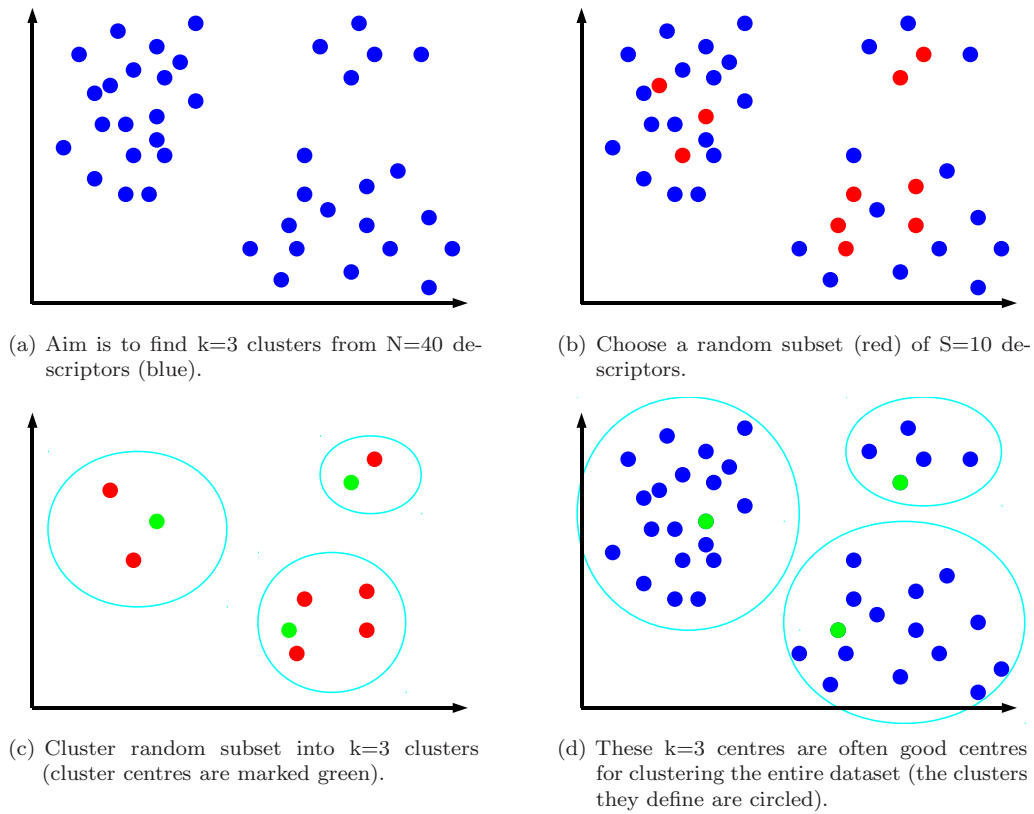 (a) Aim is to find k=3 clusters from N=40 de-
scriptors (blue).
(b) Choose a random subset (red) of S=10 de-
scriptors.
(c) Cluster random subset into k=3 clusters
(cluster centres are marked green).
(d) These k=3 centres are often good centres
for clustering the entire dataset (the clusters
they define are circled).